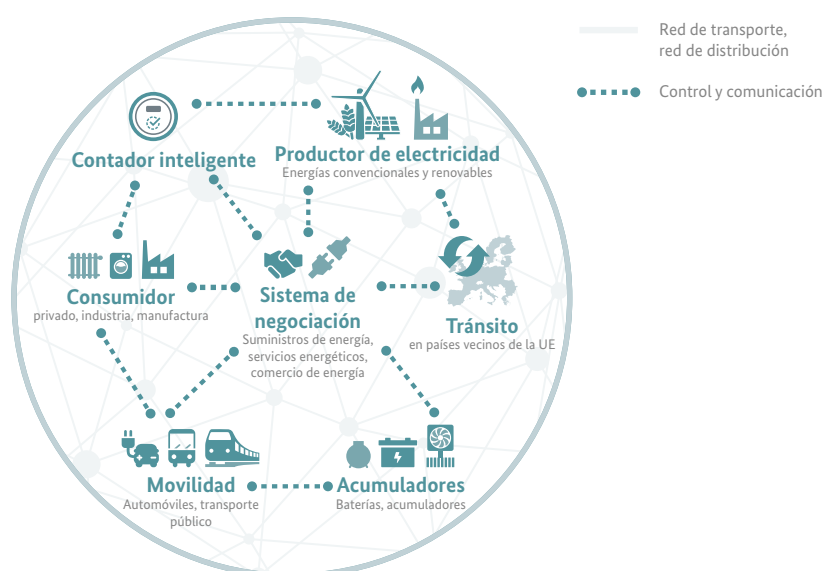 Red de transporte,
red de distribución
Control y comunicación
Contador inteligente
Productor de electricidad
Energías convencionales y renovables
Consumidor
privado, industria, manufactura
Sistema de
negociación
Suministros de energía,
servicios energéticos,
comercio de energía
Tránsito
en países vecinos de la UE
Movilidad
Automóviles, transporte
público
Acumuladores
Baterías, acumuladores